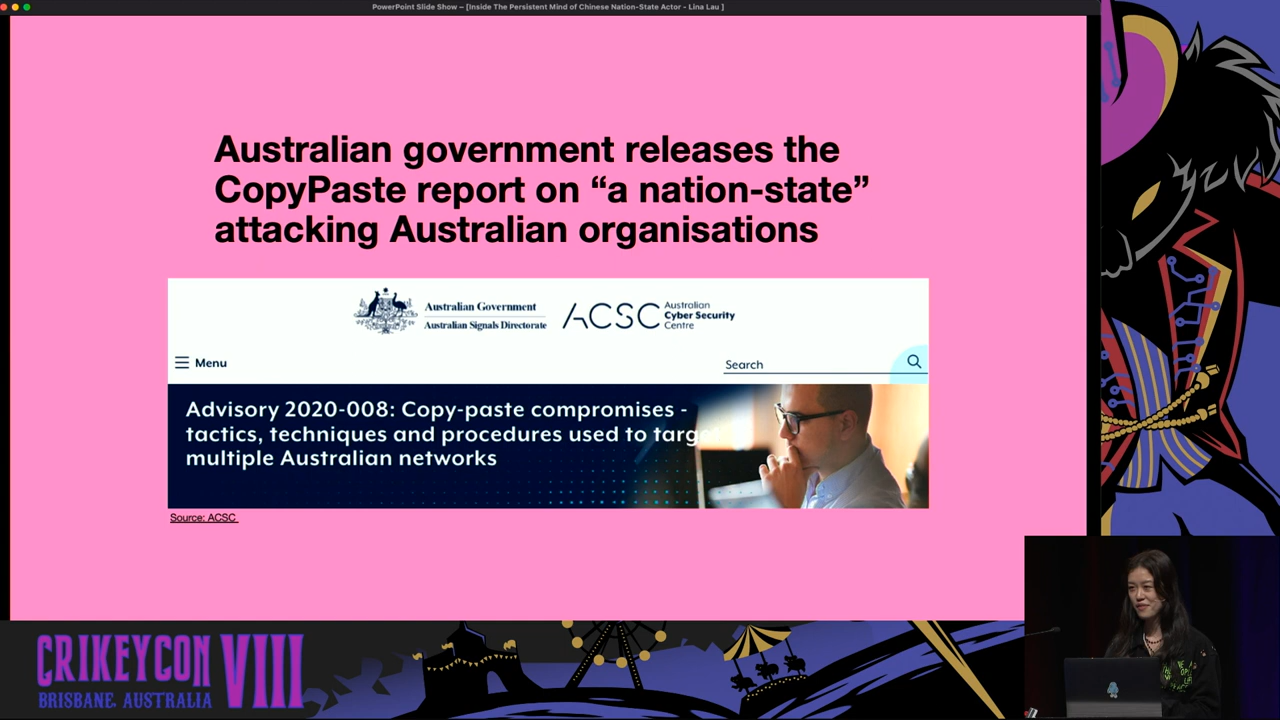 PowerPoint Slide Show – [Inside The Persistent Mind of Chinese Nation-State Actor - Lina Lau ]
Australian government releases the
CopyPaste report on “a nation-state”
attacking Australian organisations
Australian Government
Australian Signals Directorate
ACSC
Australian
Cyber Security
Centre
Menu
Search
Advisory 2020-008: Copy-paste compromises -
tactics, techniques and procedures used to target
multiple Australian networks
Source: ACSC
CRIKEYCON VIII
BRISBANE, AUSTRALIA